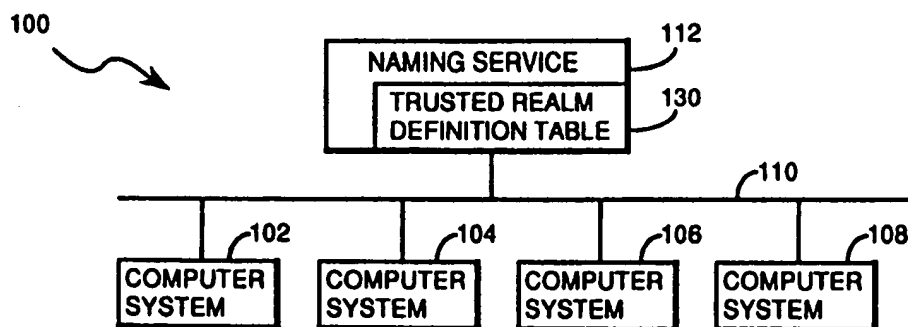 100
112
NAMING SERVICE
TRUSTED REALM
DEFINITION TABLE
130
110
102
104
106
108
COMPUTER
SYSTEM
COMPUTER
SYSTEM
COMPUTER
SYSTEM
COMPUTER
SYSTEM